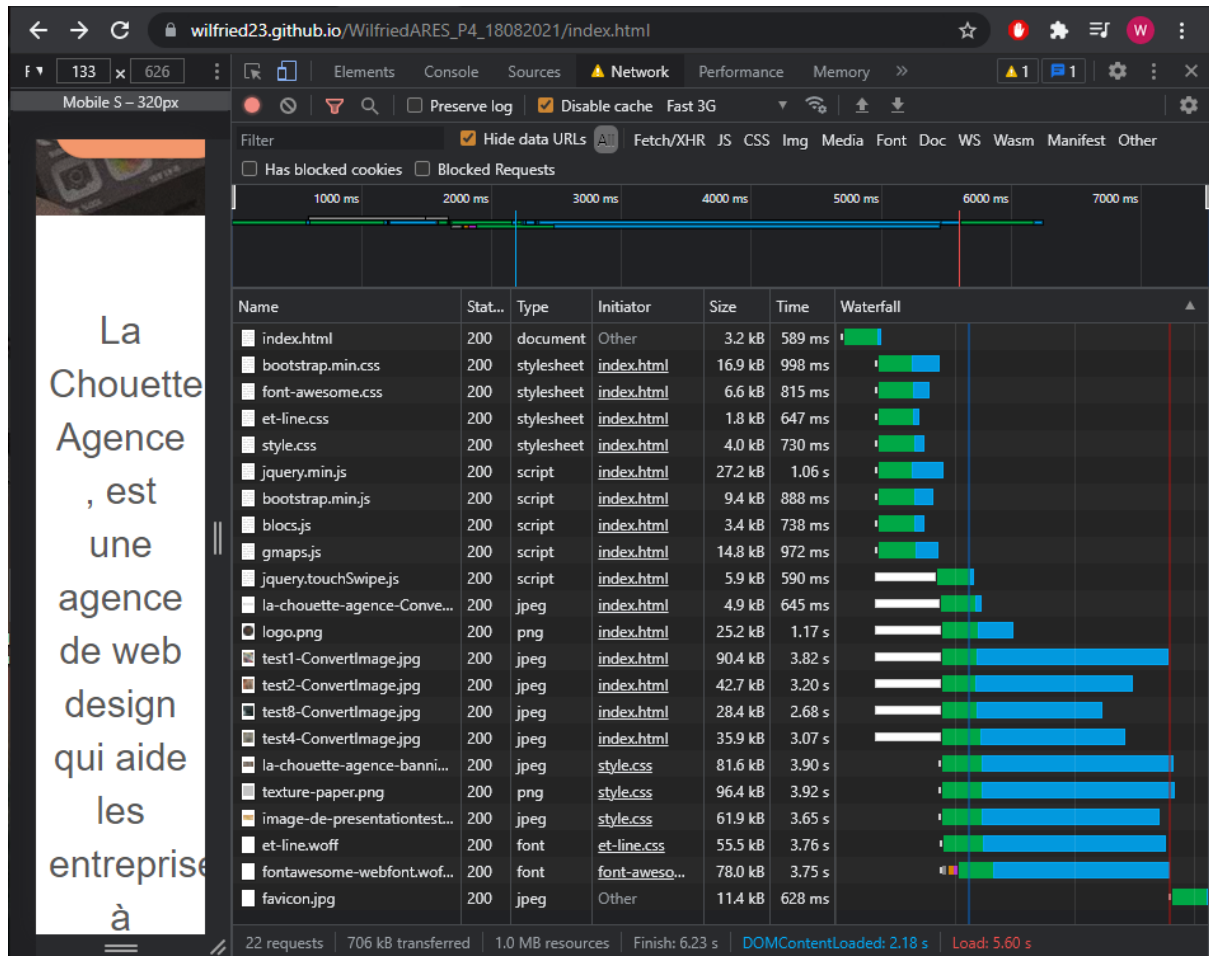 wilfried23.github.io/WilfriedARES_P4_18082021/index.html W
133 x 626 Elements Console Sources Network Performance Memory » 1 1
Mobile S – 320px Preserve log Disable cache Fast 3G
Filter Hide data URLs All Fetch/XHR JS CSS Img Media Font Doc WS Wasm Manifest Other
Has blocked cookies Blocked Requests
1000 ms 2000 ms 3000 ms 4000 ms 5000 ms 6000 ms 7000 ms
La
Chouette
Agence
, est
une
agence
de web
design
qui aide
les
entreprise
à
Name Stat... Type Initiator Size Time Waterfall
index.html 200 document Other 3.2 kB 589 ms
bootstrap.min.css 200 stylesheet index.html 16.9 kB 998 ms
font-awesome.css 200 stylesheet index.html 6.6 kB 815 ms
et-line.css 200 stylesheet index.html 1.8 kB 647 ms
style.css 200 stylesheet index.html 4.0 kB 730 ms
jquery.min.js 200 script index.html 27.2 kB 1.06 s
bootstrap.min.js 200 script index.html 9.4 kB 888 ms
blocs.js 200 script index.html 3.4 kB 738 ms
gmaps.js 200 script index.html 14.8 kB 972 ms
jquery.touchSwipe.js 200 script index.html 5.9 kB 590 ms
la-chouette-agence-Conve... 200 jpeg index.html 4.9 kB 645 ms
logo.png 200 png index.html 25.2 kB 1.17 s
test1-ConvertImage.jpg 200 jpeg index.html 90.4 kB 3.82 s
test2-ConvertImage.jpg 200 jpeg index.html 42.7 kB 3.20 s
test8-ConvertImage.jpg 200 jpeg index.html 28.4 kB 2.68 s
test4-ConvertImage.jpg 200 jpeg index.html 35.9 kB 3.07 s
la-chouette-agence-banni... 200 jpeg style.css 81.6 kB 3.90 s
texture-paper.png 200 png style.css 96.4 kB 3.92 s
image-de-presentationtest... 200 jpeg style.css 61.9 kB 3.65 s
et-line.woff 200 font et-line.css 55.5 kB 3.76 s
fontawesome-webfont.wof... 200 font font-aweso... 78.0 kB 3.75 s
favicon.jpg 200 jpeg Other 11.4 kB 628 ms
22 requests 706 kB transferred 1.0 MB resources Finish: 6.23 s DOMContentLoaded: 2.18 s Load: 5.60 s